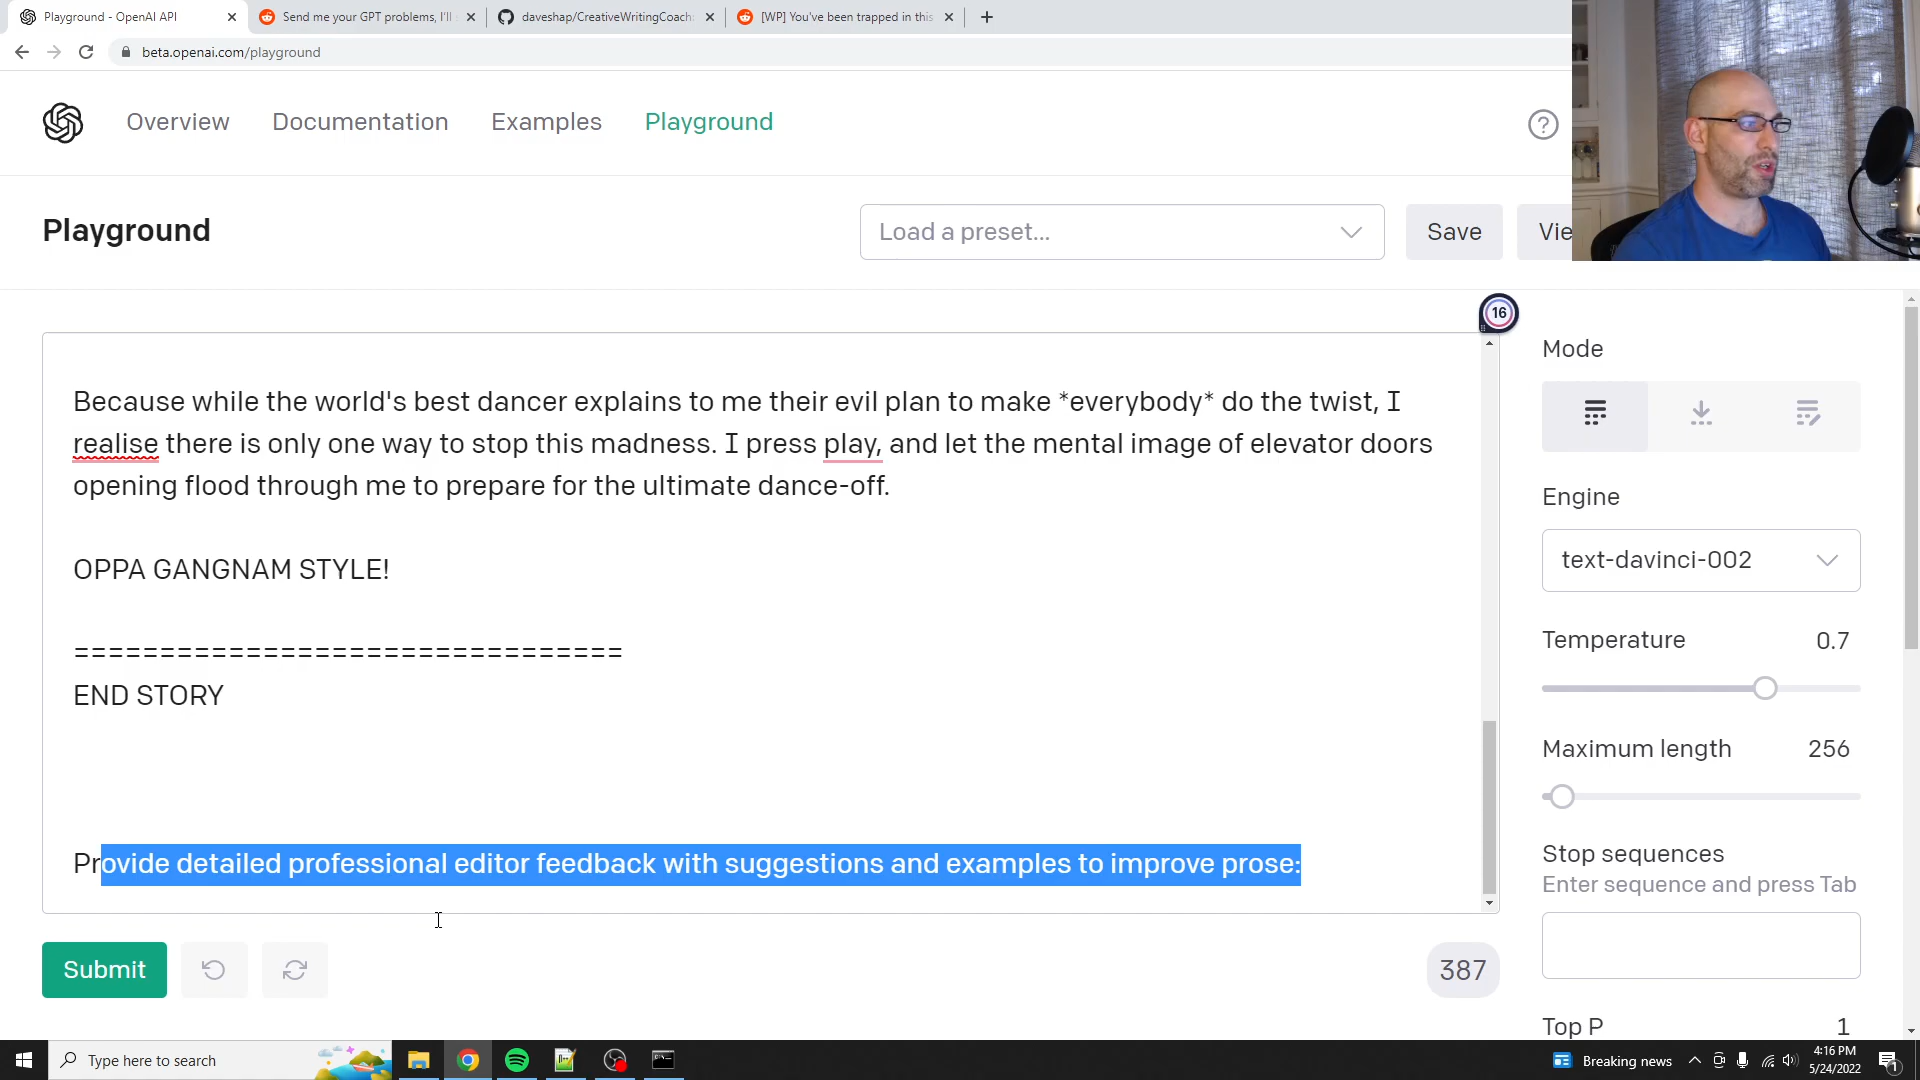 Playground - OpenAI API
Send me your GPT problems, I'll
daveshap/CreativeWritingCoach
[WP] You've been trapped in this
beta.openai.com/playground
Overview
Documentation
Examples
Playground
Playground
Load a preset...
Save
Vie
16
Because while the world's best dancer explains to me their evil plan to make *everybody* do the twist, I
realise there is only one way to stop this madness. I press play, and let the mental image of elevator doors
opening flood through me to prepare for the ultimate dance-off.
OPPA GANGNAM STYLE!
================================
END STORY
Provide detailed professional editor feedback with suggestions and examples to improve prose:
Submit
387
Mode
Engine
text-davinci-002
Temperature 0.7
Maximum length 256
Stop sequences
Enter sequence and press Tab
Top P 1
Type here to search
Breaking news
4:16 PM
5/24/2022
1